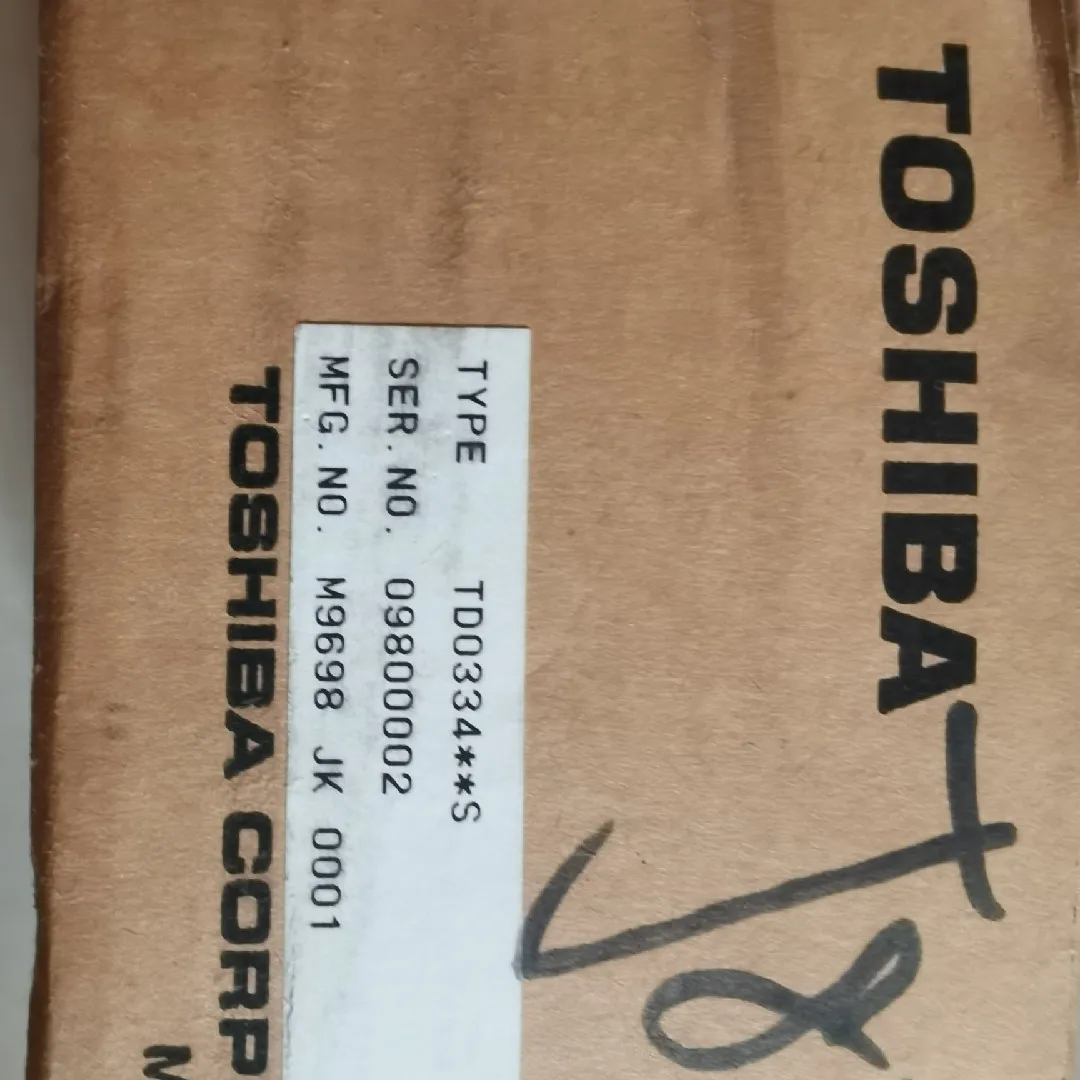 TOSHIBA
TYPE TD0334**S
SER.NO. 09800002
MFG.NO. M9698 JK 0001
TOSHIBA CORP